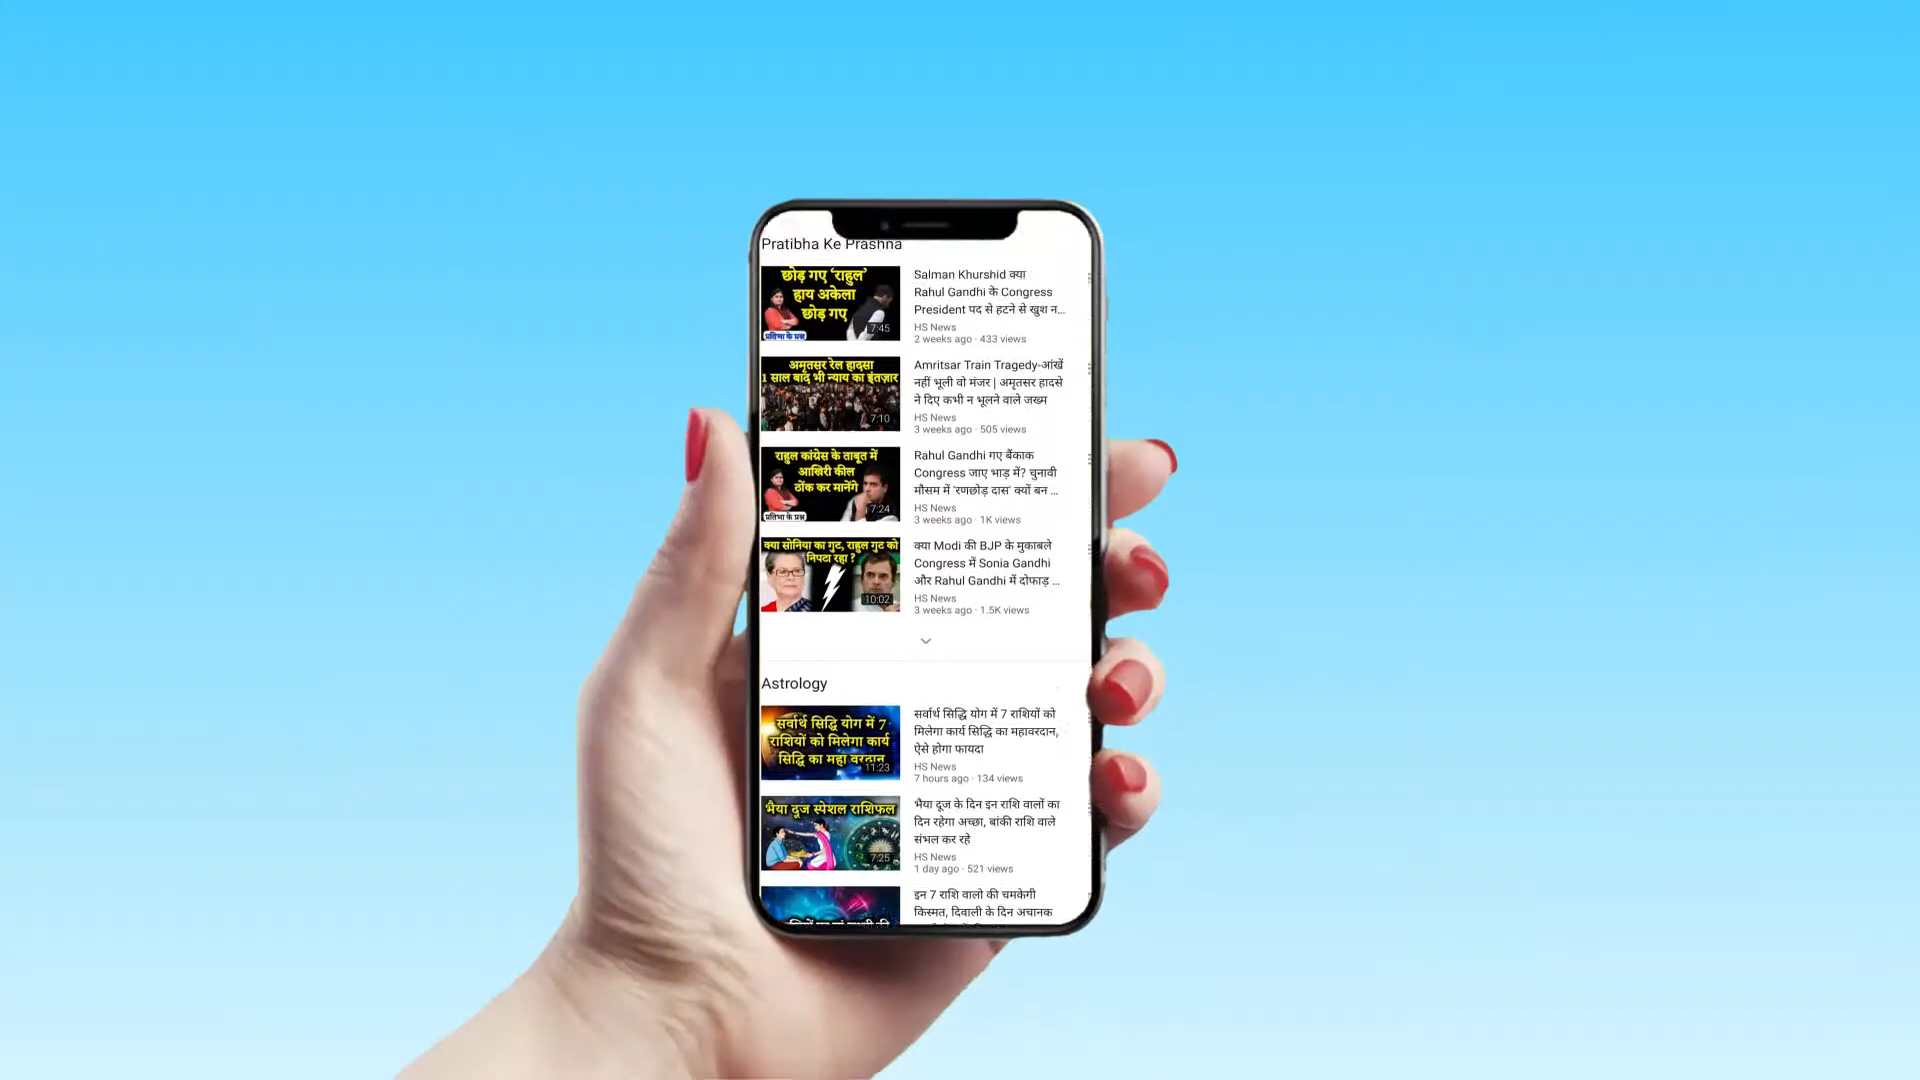 Pratibha Ke Prashna
छोड़ गए ‘राहुल’
हाय अकेला
छोड़ गए
7:45
प्रतिभा के प्रश्न
Salman Khurshid क्या
Rahul Gandhi के Congress
President पद से हटने से खुश न...
HS News
2 weeks ago · 433 views
अमृतसर रेल हादसा
1 साल बाद भी न्याय का इंतज़ार
7:10
Amritsar Train Tragedy-आंखें
नहीं भूली वो मंजर | अमृतसर हादसे
ने दिए कभी न भूलने वाले जख्म
HS News
3 weeks ago · 505 views
राहुल कांग्रेस के ताबूत में
आखिरी कील
ठोंक कर मानेंगे
7:24
प्रतिभा के प्रश्न
Rahul Gandhi गए बैंकाक
Congress जाए भाड़ में? चुनावी
मौसम में 'रणछोड़ दास' क्यों बन ...
HS News
3 weeks ago · 1K views
क्या सोनिया का गुट, राहुल गुट को
निपटा रहा ?
10:02
क्या Modi की BJP के मुकाबले
Congress में Sonia Gandhi
और Rahul Gandhi में दोफाड़ ...
HS News
3 weeks ago · 1.5K views
Astrology
सर्वार्थ सिद्धि योग में 7
राशियों को मिलेगा कार्य
सिद्धि का महा वरदान
11:23
सर्वार्थ सिद्धि योग में 7 राशियों को
मिलेगा कार्य सिद्धि का महावरदान,
ऐसे होगा फायदा
HS News
7 hours ago · 134 views
भैया दूज स्पेशल राशिफल
7:25
भैया दूज के दिन इन राशि वालों का
दिन रहेगा अच्छा, बांकी राशि वाले
संभल कर रहे
HS News
1 day ago · 521 views
इन 7 राशि वालो की चमकेगी
किस्मत, दिवाली के दिन अचानक